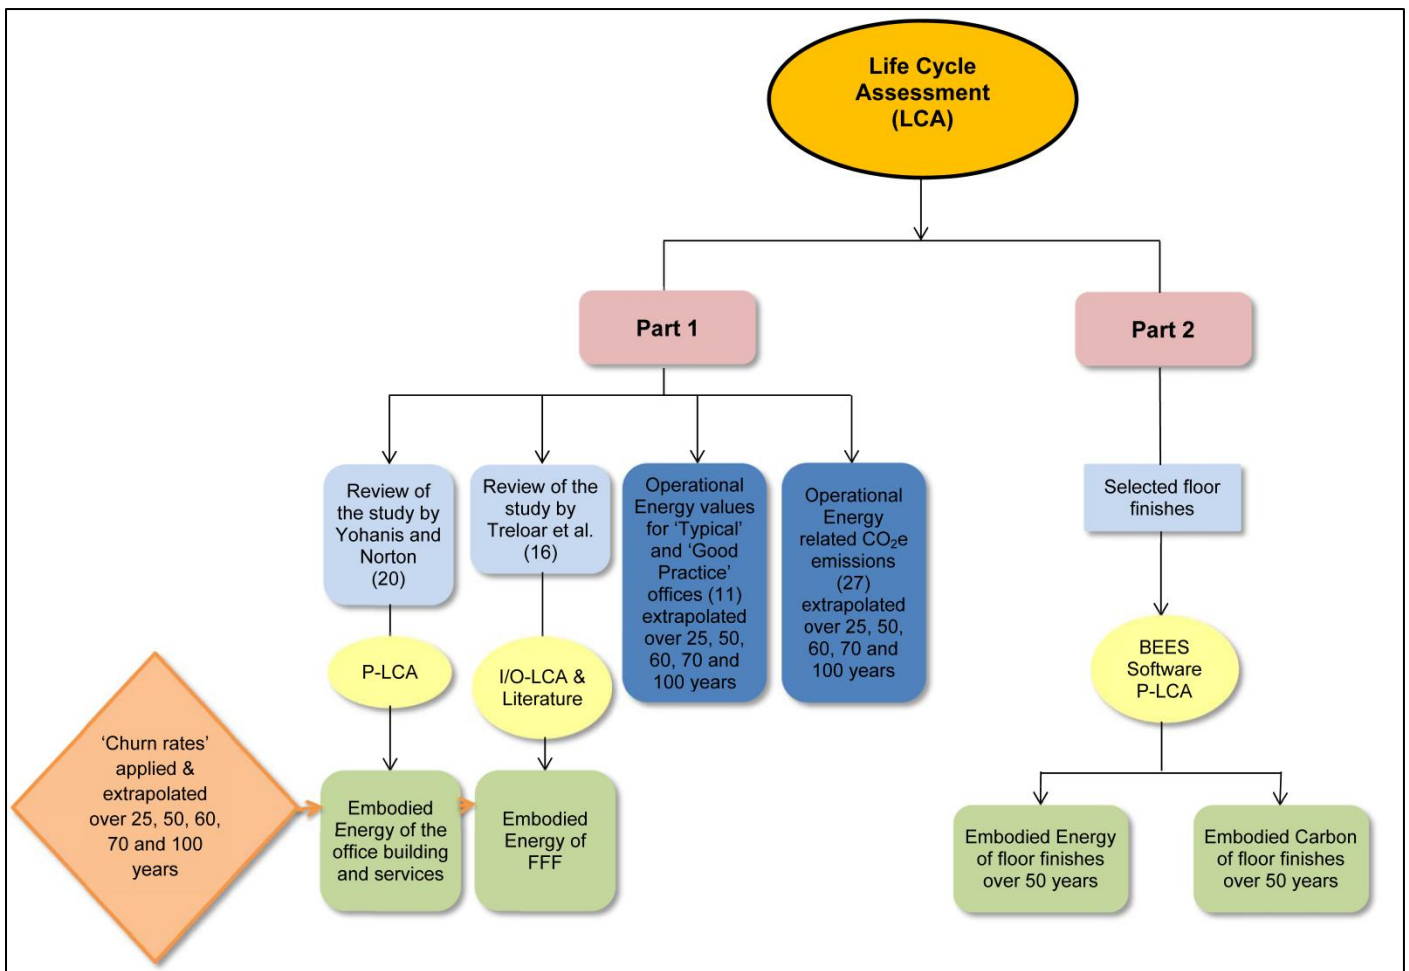 Life Cycle
Assessment
(LCA)
Part 1
Part 2
Review of
the study by
Yohanis and
Norton
(20)
Review of the
study by
Treloar et al.
(16)
Operational
Energy values
for ‘Typical’
and ‘Good
Practice’
offices (11)
extrapolated
over 25, 50,
60, 70 and
100 years
Operational
Energy
related CO₂e
emissions
(27)
extrapolated
over 25, 50,
60, 70 and
100 years
Selected floor
finishes
P-LCA
I/O-LCA &
Literature
BEES
Software
P-LCA
‘Churn rates’
applied &
extrapolated
over 25, 50, 60,
70 and 100
years
Embodied
Energy of the
office building
and services
Embodied
Energy of
FFF
Embodied Energy
of floor finishes
over 50 years
Embodied Carbon
of floor finishes
over 50 years